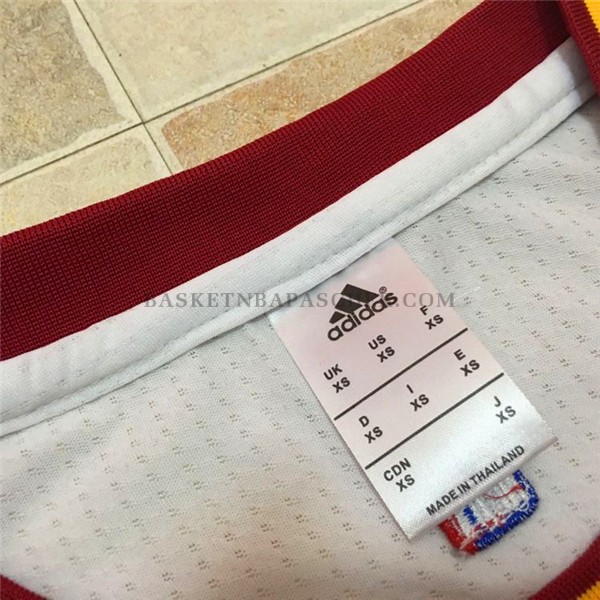 BASKETNBAPASCHER.COM
adidas®
UK US F
XS XS XS
D I E
XS XS XS
CDN J
XS XS
MADE IN THAILAND